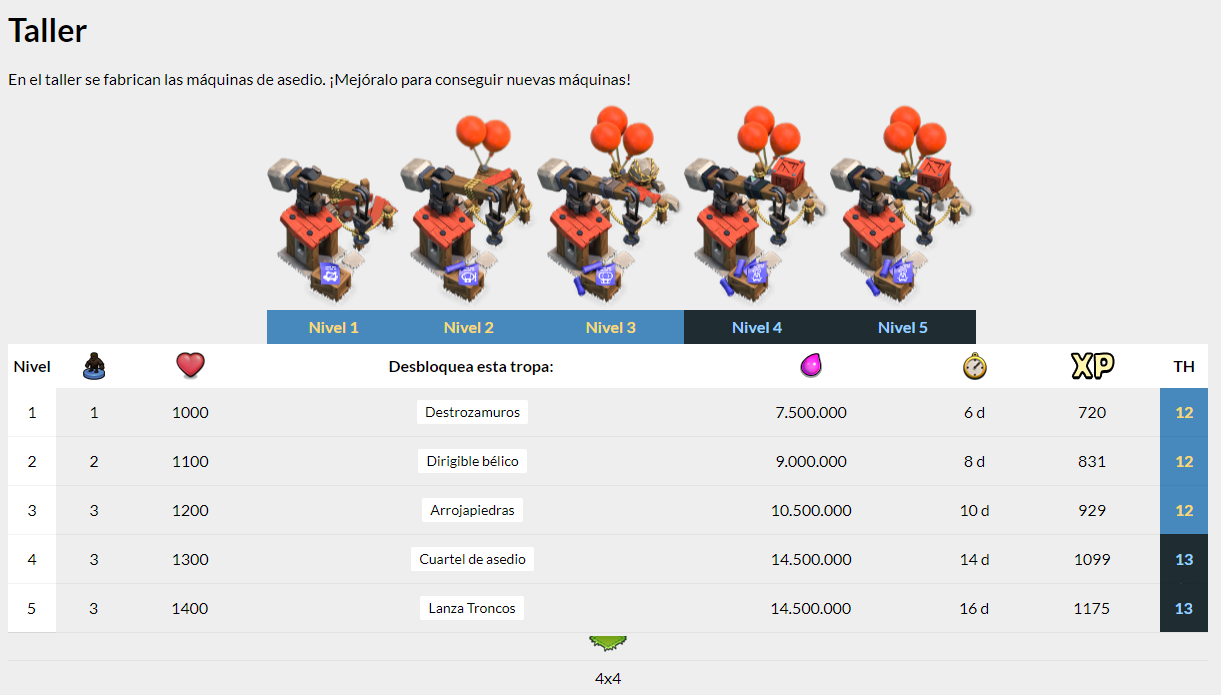 Taller
En el taller se fabrican las máquinas de asedio. ¡Mejóralo para conseguir nuevas máquinas!
Nivel 1 Nivel 2 Nivel 3 Nivel 4 Nivel 5
Nivel Desbloquea esta tropa: XP TH
1 1 1000 Destrozamuros 7.500.000 6 d 720 12
2 2 1100 Dirigible bélico 9.000.000 8 d 831 12
3 3 1200 Arrojapiedras 10.500.000 10 d 929 12
4 3 1300 Cuartel de asedio 14.500.000 14 d 1099 13
5 3 1400 Lanza Troncos 14.500.000 16 d 1175 13
4x4